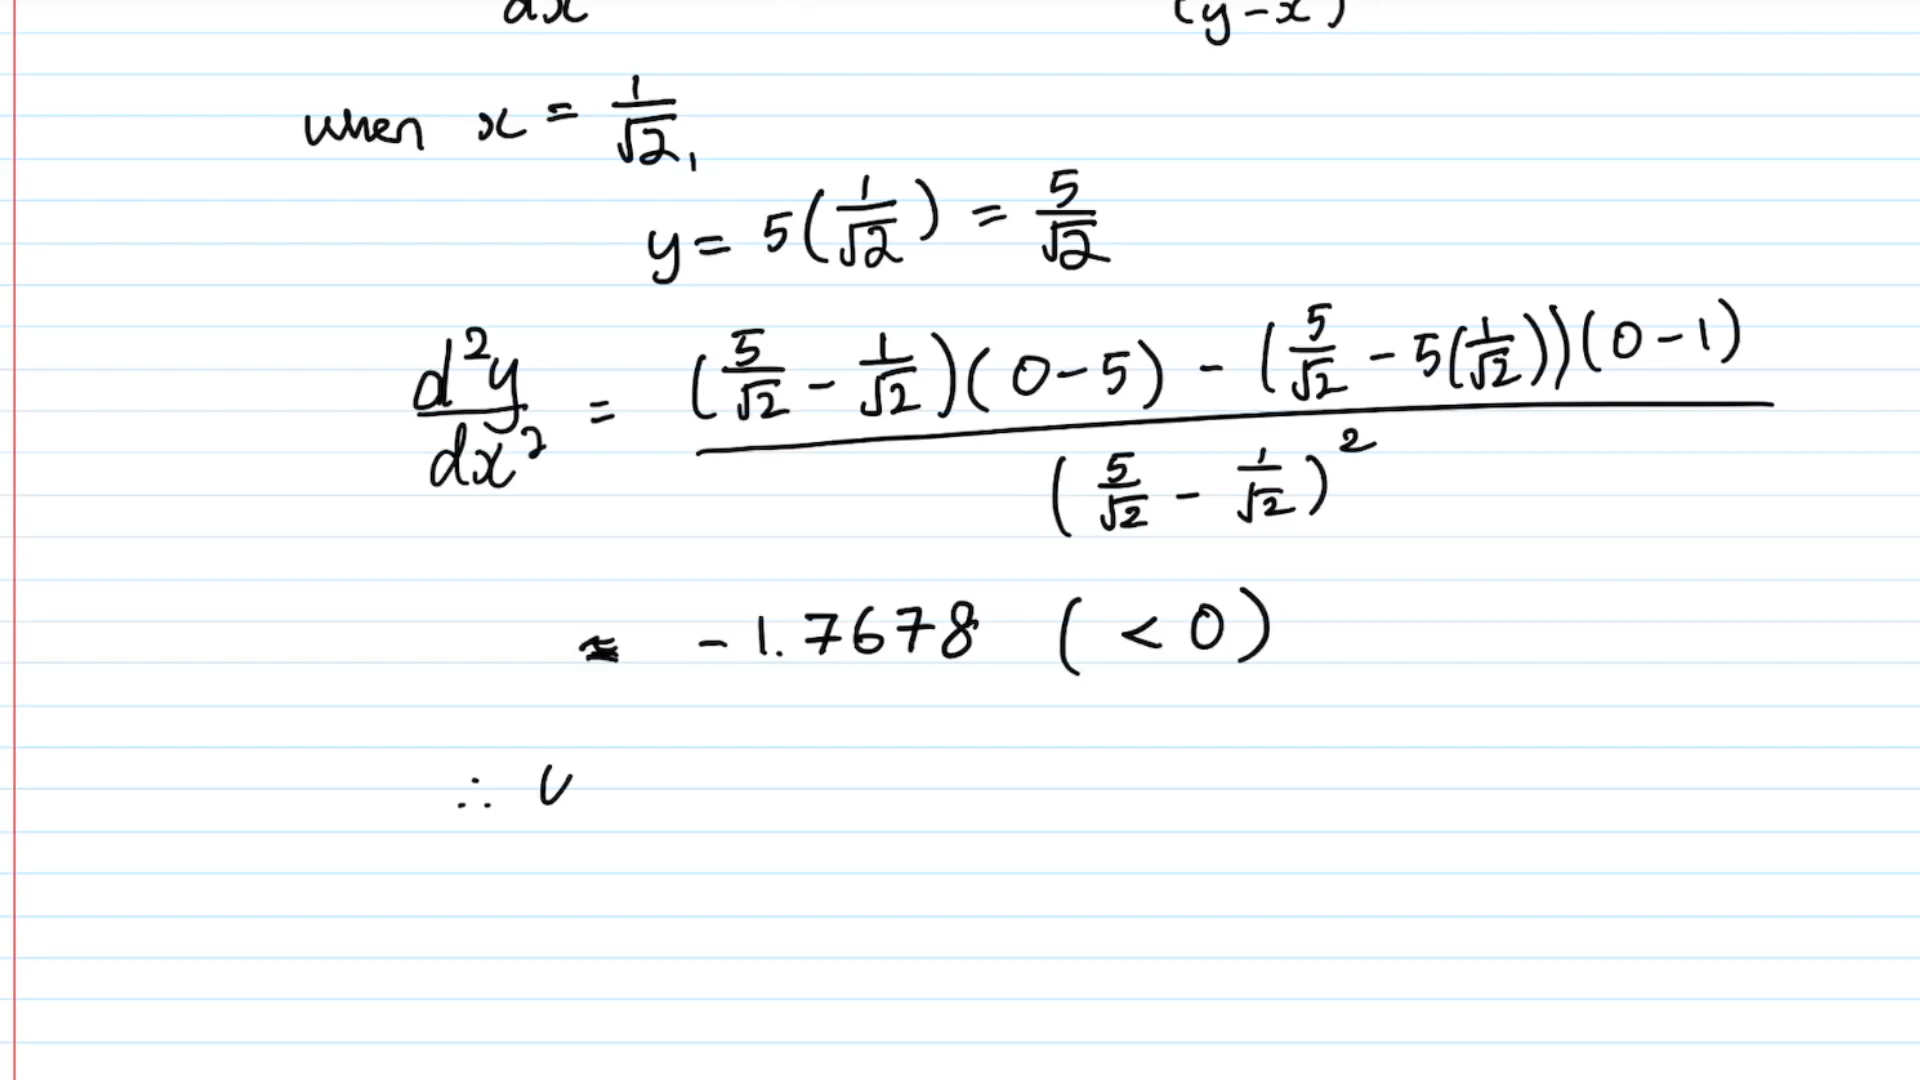 dx (y-x)
when x = 1/√2,
y = 5(1/√2) = 5/√2
d²y/dx² = ((5/√2 - 1/√2)(0-5) - (5/√2 - 5(1/√2))(0-1))/(5/√2 - 1/√2)²
≈ -1.7678 (<0)
∴ U